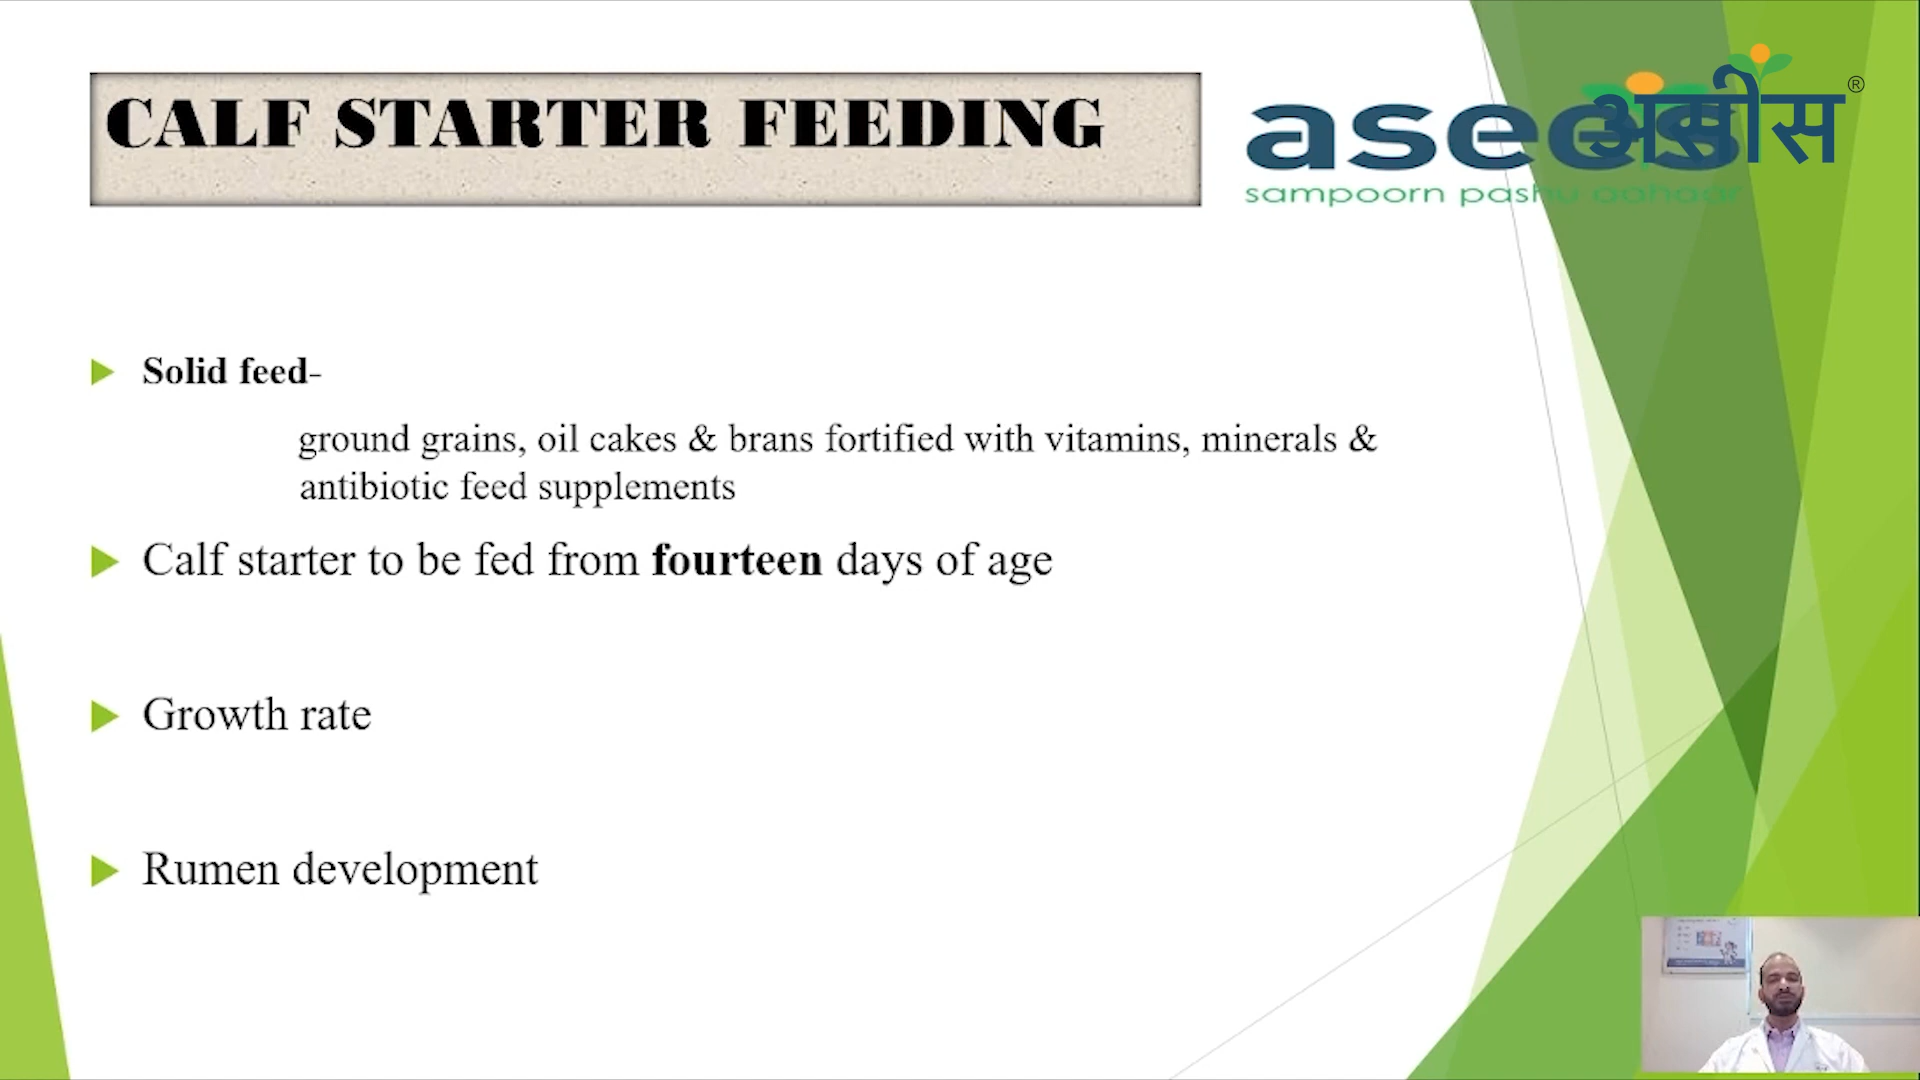 CALF STARTER FEEDING
asees
असीस®
sampoorn pashu aahaar
Solid feed-
ground grains, oil cakes & brans fortified with vitamins, minerals &
antibiotic feed supplements
Calf starter to be fed from fourteen days of age
Growth rate
Rumen development